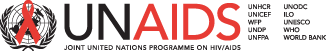 UNAIDS
JOINT UNITED NATIONS PROGRAMME ON HIV/AIDS
UNHCR
UNICEF
WFP
UNDP
UNFPA
UNODC
ILO
UNESCO
WHO
WORLD BANK